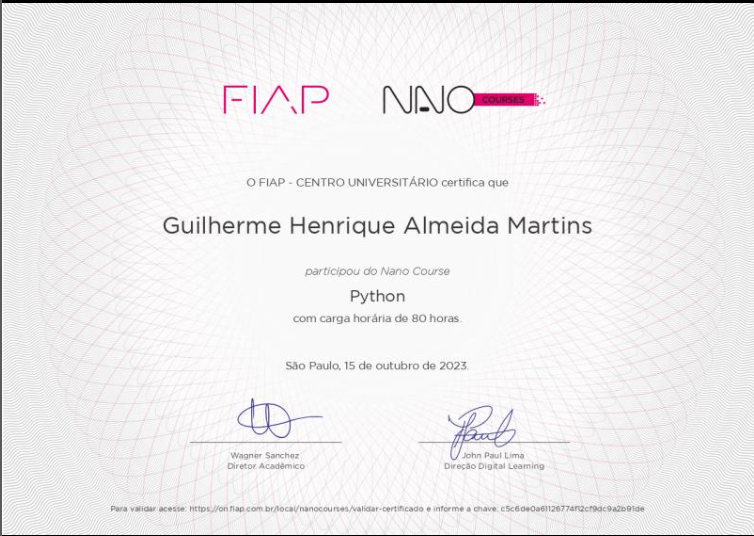 FIAP NANO COURSES
O FIAP - CENTRO UNIVERSITÁRIO certifica que
Guilherme Henrique Almeida Martins
participou do Nano Course
Python
com carga horária de 80 horas.
São Paulo, 15 de outubro de 2023.
Wagner Sanchez John Paul Lima
Diretor Acadêmico Direção Digital Learning
Para validar acesse: https://on.fiap.com.br/local/nanocourses/validar-certificado e informe a chave: c5c6de0a61126774f12cf9dc9a2b91de